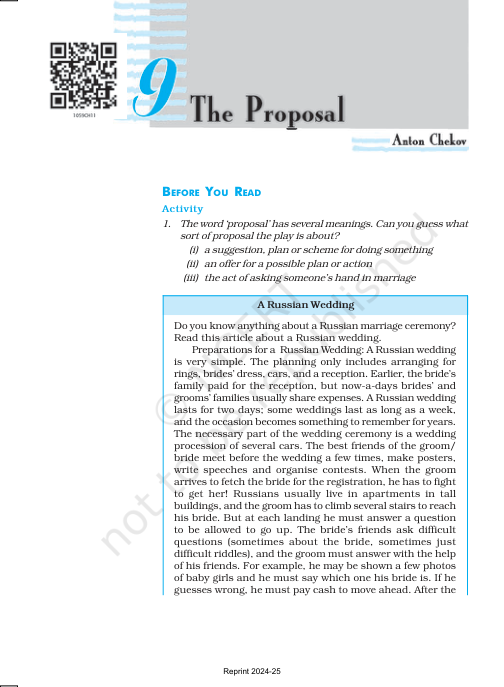 9
The Proposal
1059CH11
Anton Chekov
BEFORE YOU READ
Activity
1. The word 'proposal' has several meanings. Can you guess what
sort of proposal the play is about?
(i) a suggestion, plan or scheme for doing something
(ii) an offer for a possible plan or action
(iii) the act of asking someone's hand in marriage
A Russian Wedding
Do you know anything about a Russian marriage ceremony?
Read this article about a Russian wedding.
Preparations for a Russian Wedding: A Russian wedding
is very simple. The planning only includes arranging for
rings, brides' dress, cars, and a reception. Earlier, the bride's
family paid for the reception, but now-a-days brides' and
grooms' families usually share expenses. A Russian wedding
lasts for two days; some weddings last as long as a week,
and the occasion becomes something to remember for years.
The necessary part of the wedding ceremony is a wedding
procession of several cars. The best friends of the groom/
bride meet before the wedding a few times, make posters,
write speeches and organise contests. When the groom
arrives to fetch the bride for the registration, he has to fight
to get her! Russians usually live in apartments in tall
buildings, and the groom has to climb several stairs to reach
his bride. But at each landing he must answer a question
to be allowed to go up. The bride's friends ask difficult
questions (sometimes about the bride, sometimes just
difficult riddles), and the groom must answer with the help
of his friends. For example, he may be shown a few photos
of baby girls and he must say which one his bride is. If he
guesses wrong, he must pay cash to move ahead. After the
© NCERT
not to be republished
Reprint 2024-25